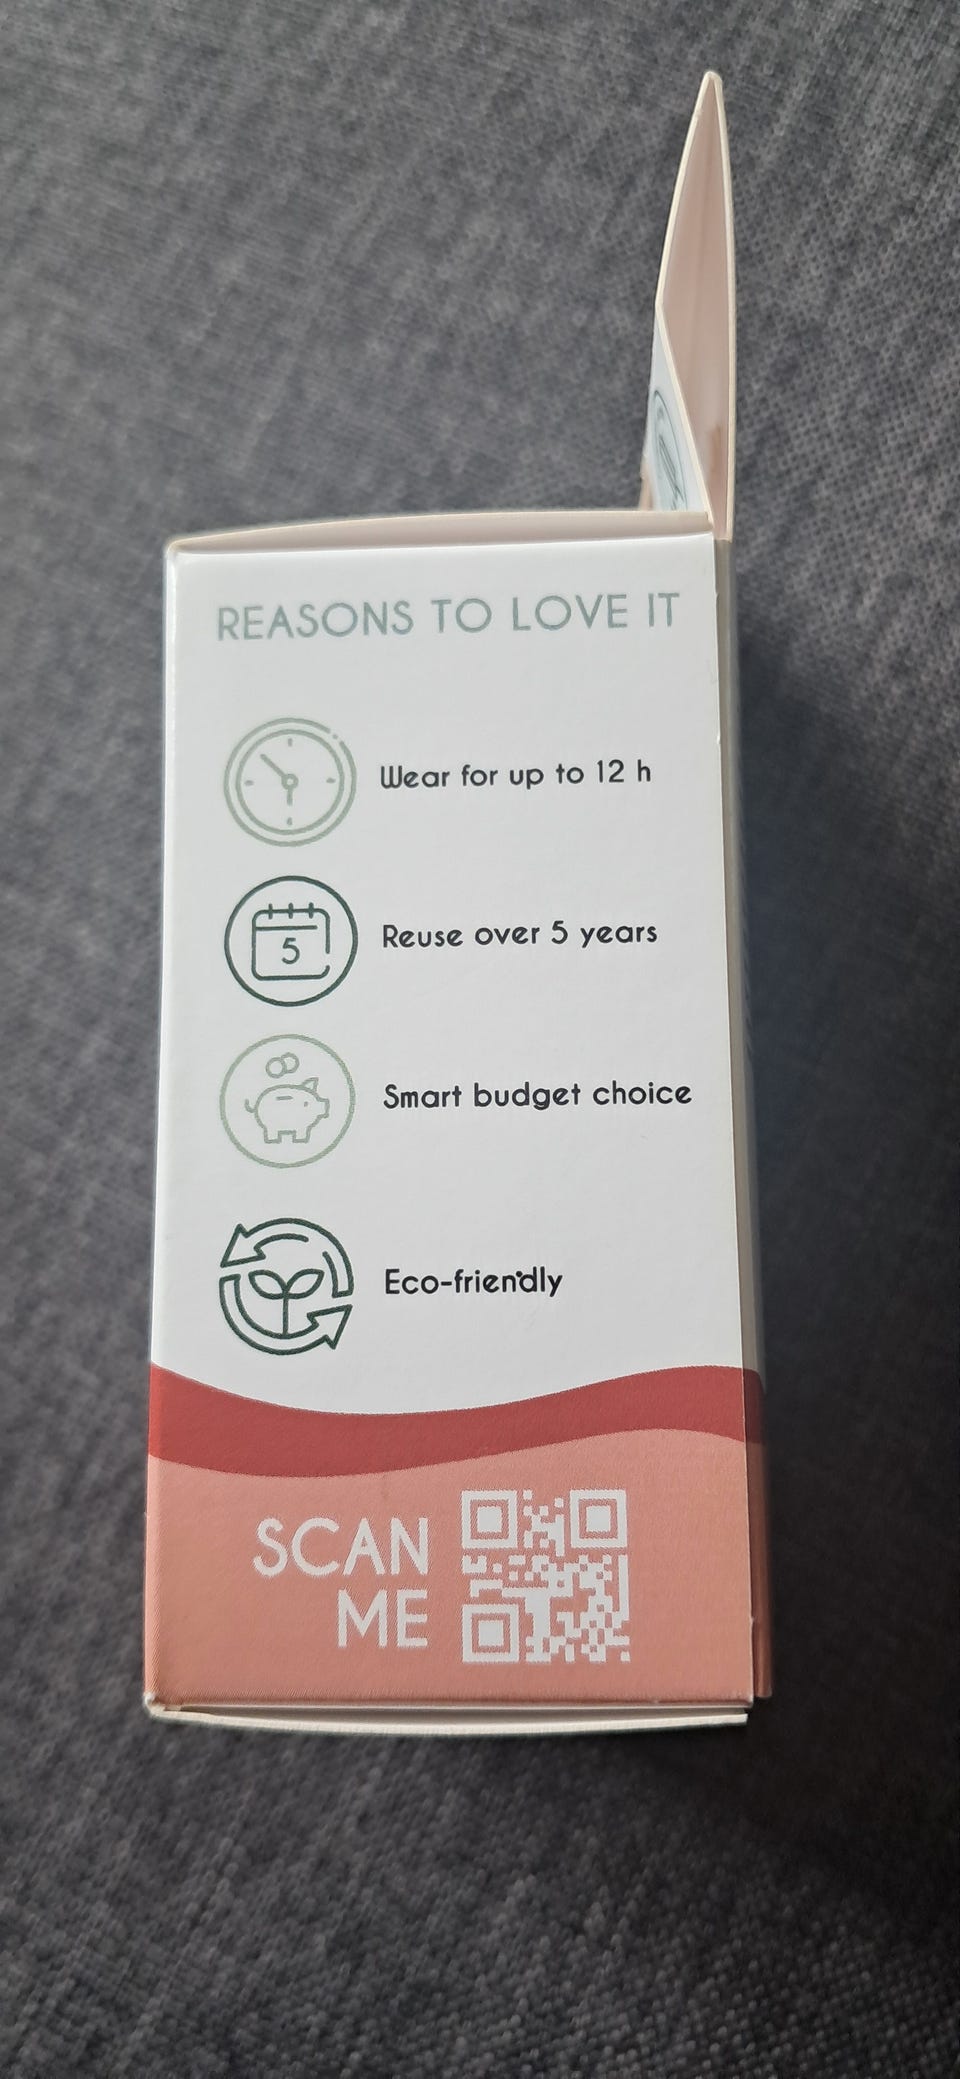 REASONS TO LOVE IT
Wear for up to 12 h
5
Reuse over 5 years
Smart budget choice
Eco-friendly
SCAN
ME